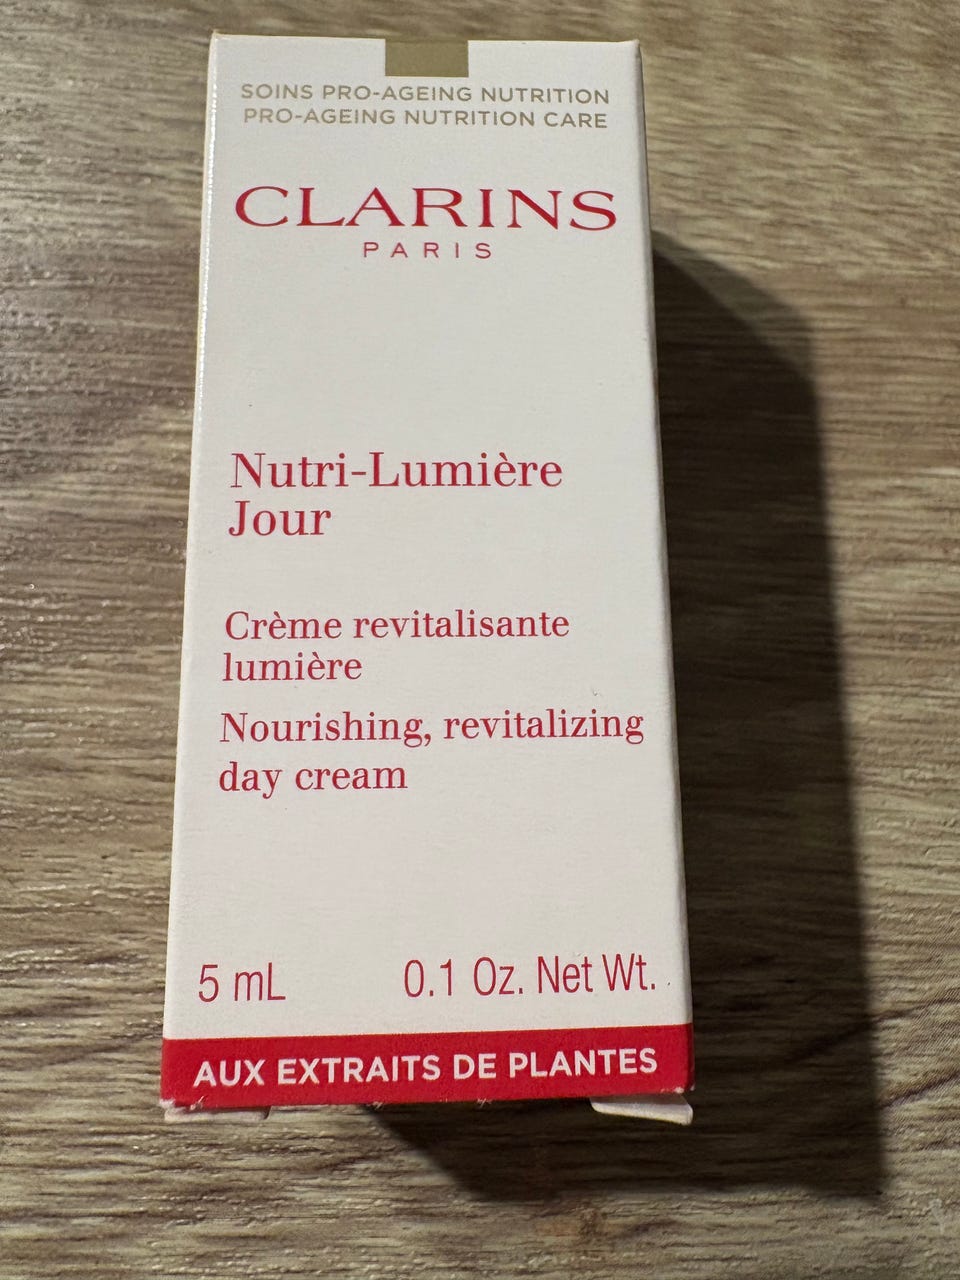 SOINS PRO-AGEING NUTRITION
PRO-AGEING NUTRITION CARE
CLARINS
PARIS
Nutri-Lumière
Jour
Crème revitalisante
lumière
Nourishing, revitalizing
day cream
5 mL 0.1 Oz. Net Wt.
AUX EXTRAITS DE PLANTES